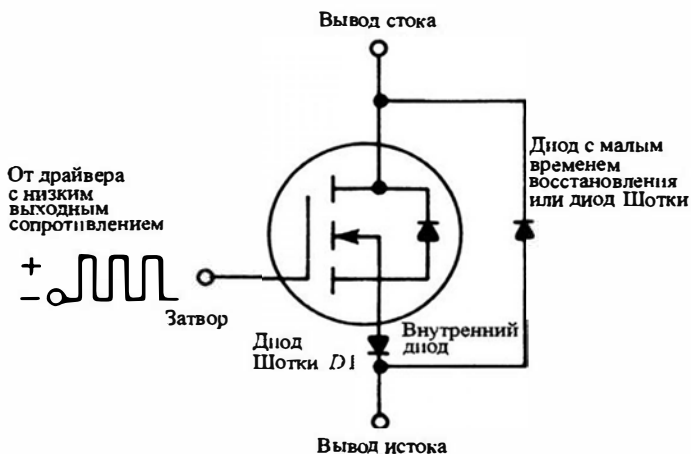 Вывод стока
Диод с малым
временем
восстановления
или диод Шотки
От драйвера
с низким
выходным
сопротивлением
+
−
Затвор
Диод
Шотки D1
Внутренний
диод
Вывод истока